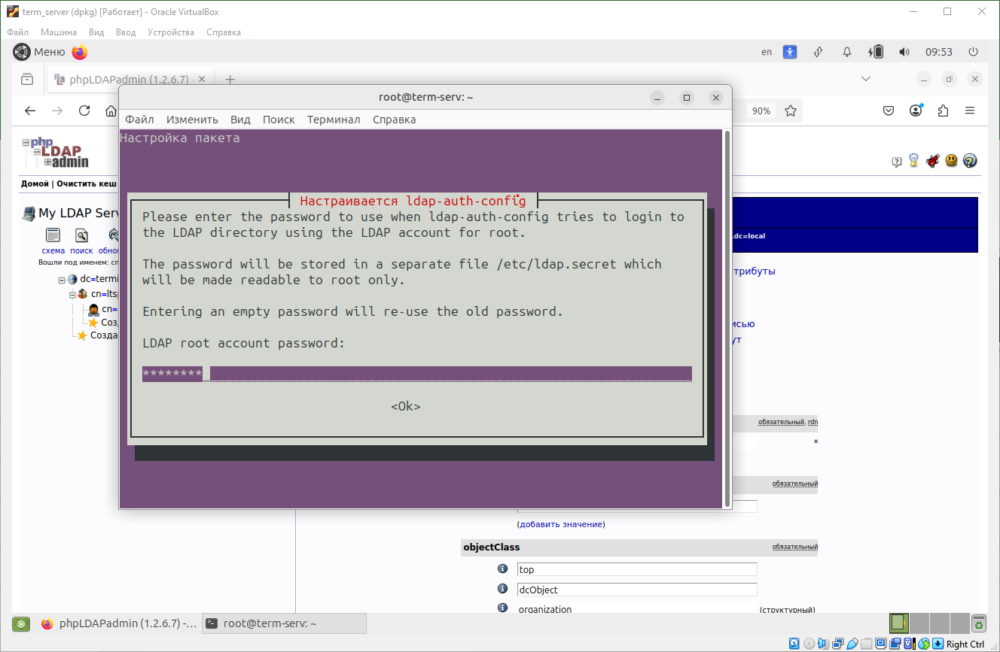 term_server (dpkg) [Работает] - Oracle VirtualBox
Файл Машина Вид Ввод Устройства Справка
Меню en 09:53
phpLDAPadmin (1.2.6.7) -
root@term-serv: ~
90%
Файл Изменить Вид Поиск Терминал Справка
Настройка пакета
php
LDAP
admin
Домой | Очистить кеш
Настраивается ldap-auth-config
Please enter the password to use when ldap-auth-config tries to login to
the LDAP directory using the LDAP account for root.
The password will be stored in a separate file /etc/ldap.secret which
will be made readable to root only.
Entering an empty password will re-use the old password.
LDAP root account password:
********
<Ok>
My LDAP Serv
схема поиск обно
Вошли под именем: cn
dc=termi
cn=ltsp
cn=
Соз
Созда
.dc=local
трибуты
исью
ут
обязательный, rdn
*
обязательный
(добавить значение)
objectClass обязательный
top
dcObject
organization (структурный)
phpLDAPadmin (1.2.6.7) -... root@term-serv: ~
Right Ctrl